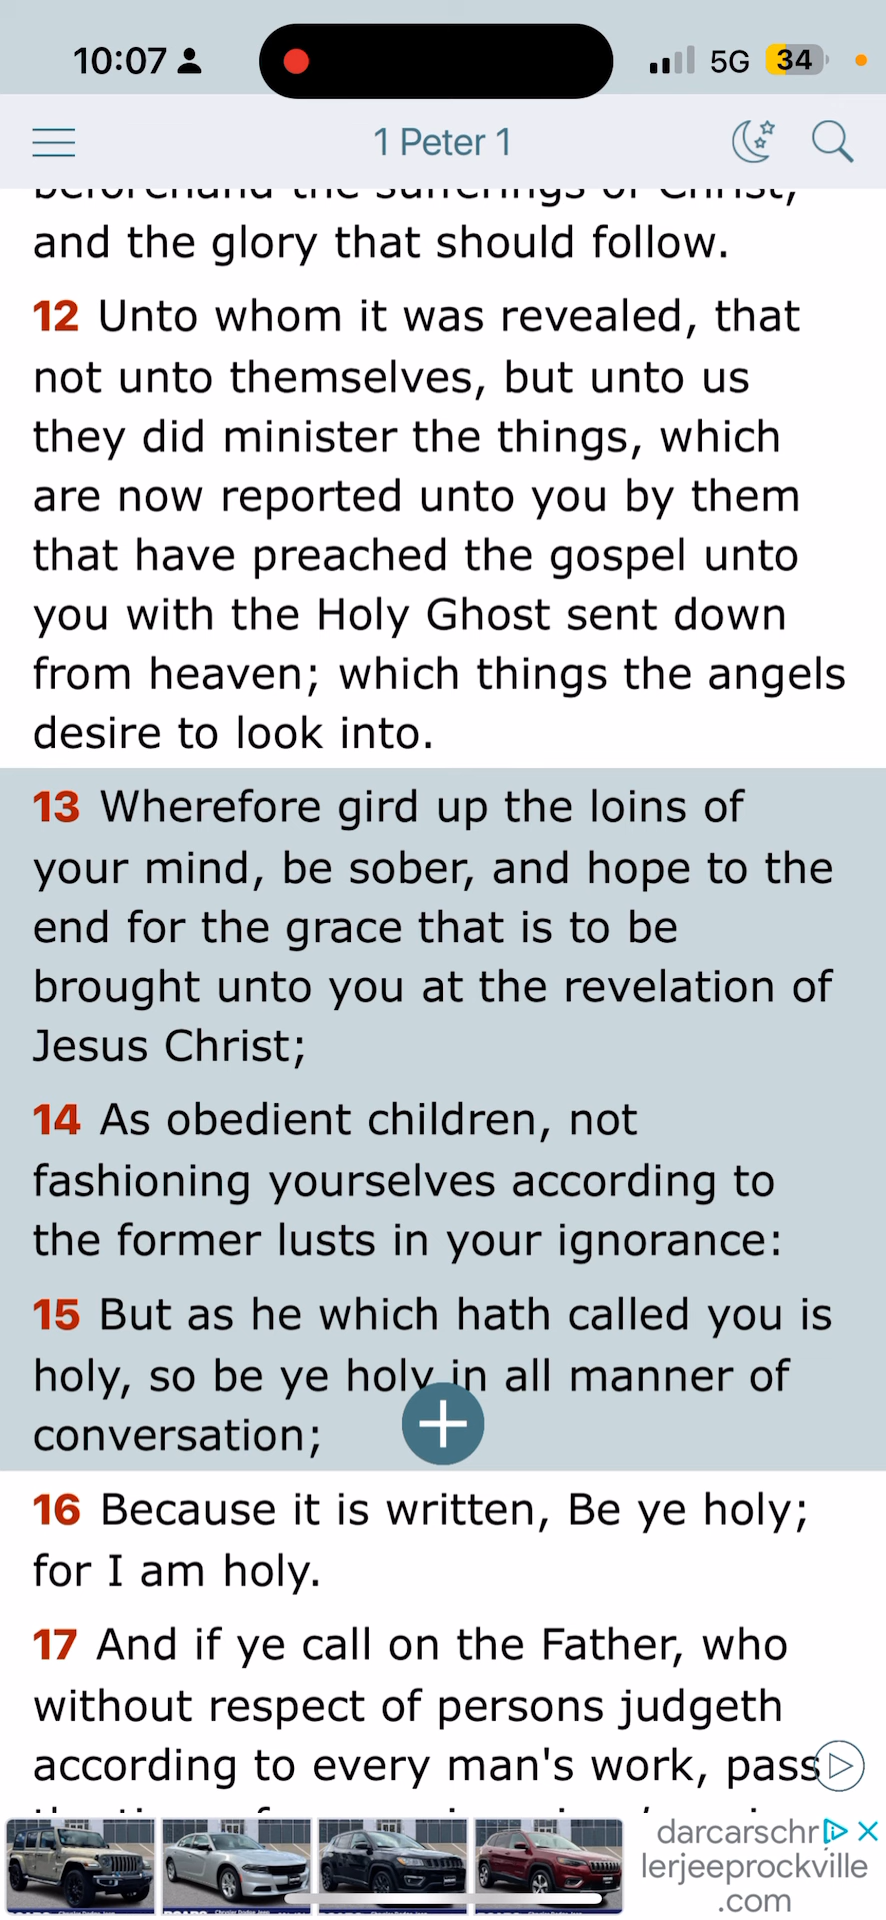 10:07
5G
34
1 Peter 1
beforehand the sufferings of Christ,
and the glory that should follow.
12 Unto whom it was revealed, that
not unto themselves, but unto us
they did minister the things, which
are now reported unto you by them
that have preached the gospel unto
you with the Holy Ghost sent down
from heaven; which things the angels
desire to look into.
13 Wherefore gird up the loins of
your mind, be sober, and hope to the
end for the grace that is to be
brought unto you at the revelation of
Jesus Christ;
14 As obedient children, not
fashioning yourselves according to
the former lusts in your ignorance:
15 But as he which hath called you is
holy, so be ye holy in all manner of
conversation;
16 Because it is written, Be ye holy;
for I am holy.
17 And if ye call on the Father, who
without respect of persons judgeth
according to every man's work, pass
darcarschr
lerjeeprockville
.com